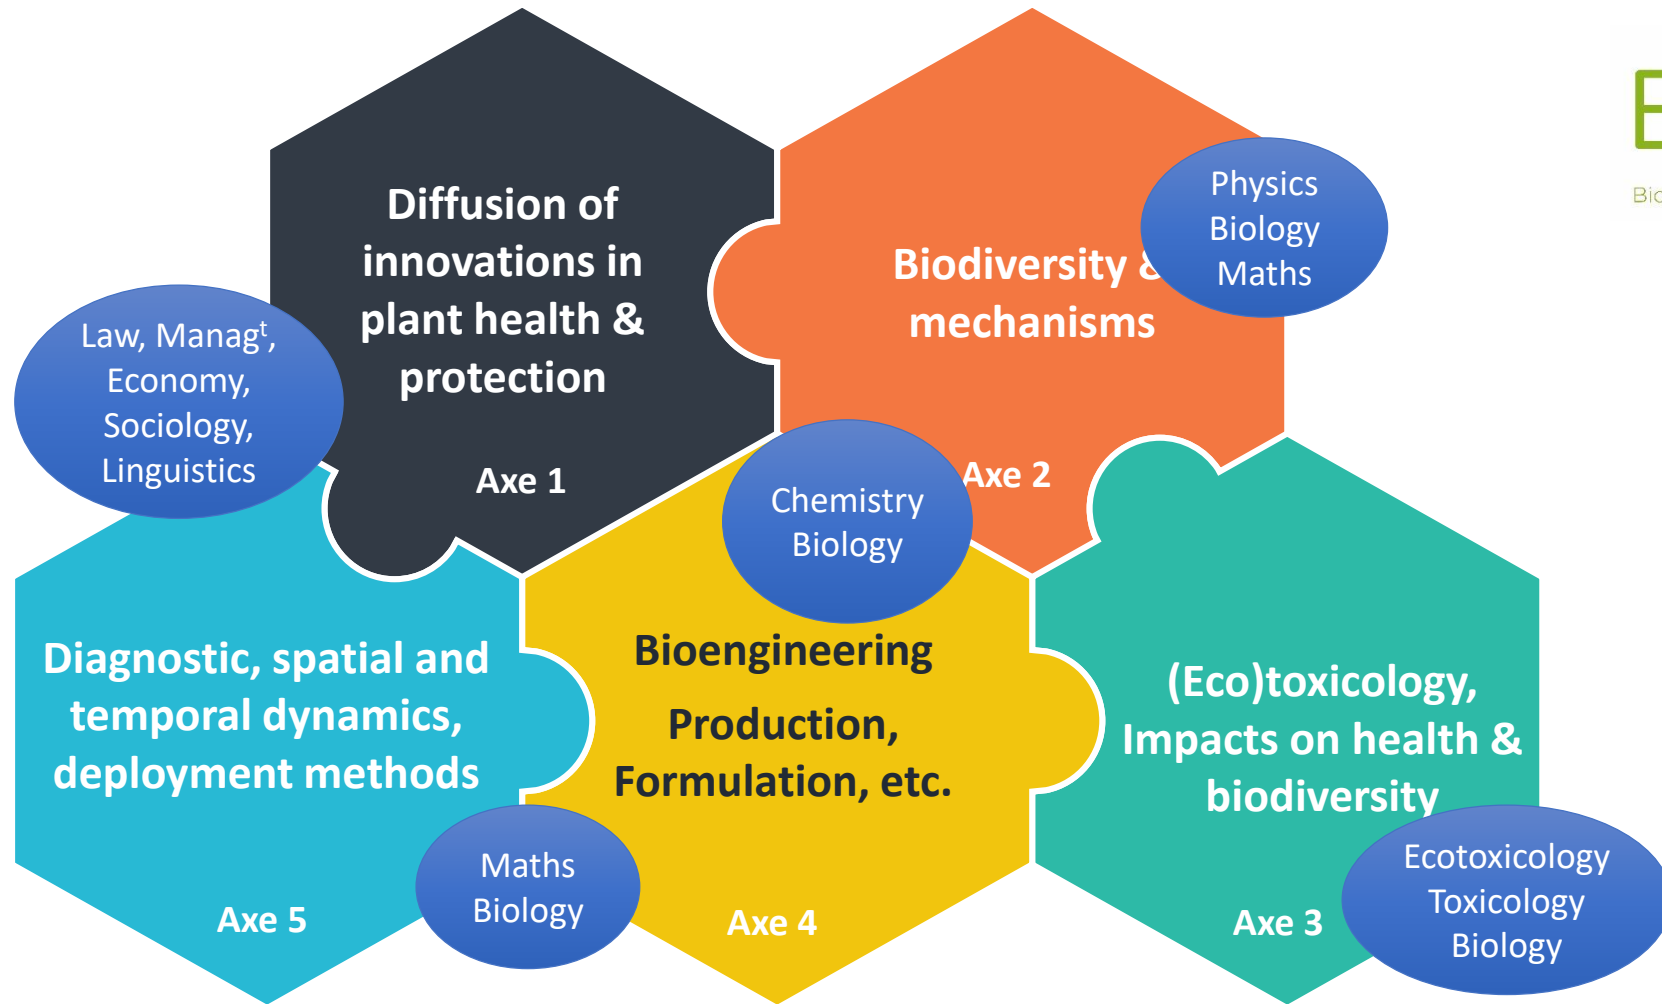 Diffusion of
innovations in
plant health &
protection
Axe 1
Law, Managᵗ,
Economy,
Sociology,
Linguistics
Biodiversity &
mechanisms
Axe 2
Physics
Biology
Maths
Chemistry
Biology
Diagnostic, spatial and
temporal dynamics,
deployment methods
Axe 5
Maths
Biology
Bioengineering
Production,
Formulation, etc.
Axe 4
(Eco)toxicology,
Impacts on health &
biodiversity
Axe 3
Ecotoxicology
Toxicology
Biology